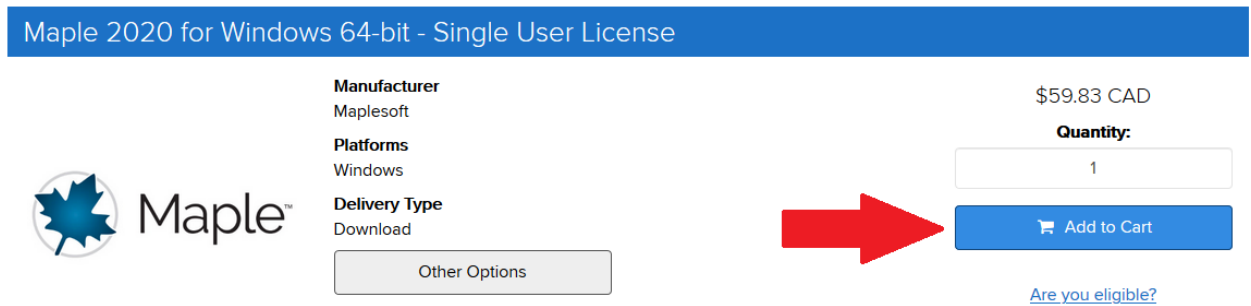 Maple 2020 for Windows 64-bit - Single User License
Manufacturer
Maplesoft
Platforms
Windows
Delivery Type
Download
Other Options
Maple™
$59.83 CAD
Quantity:
1
Add to Cart
Are you eligible?